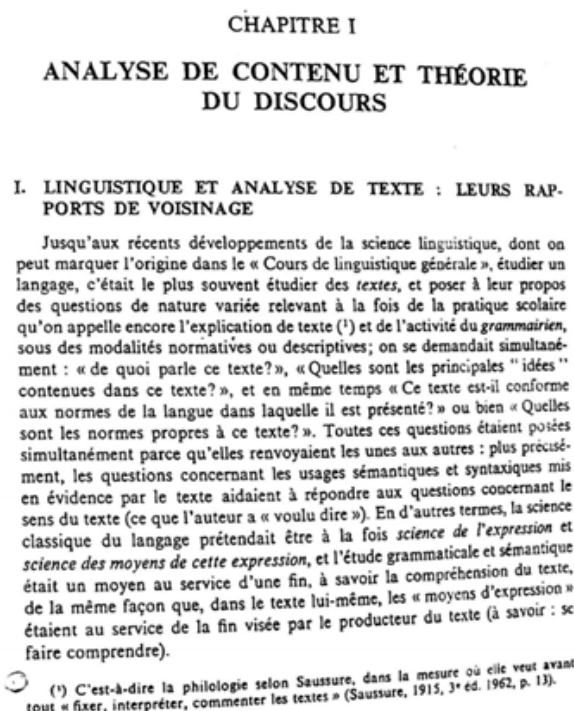 CHAPITRE I
ANALYSE DE CONTENU ET THÉORIE
DU DISCOURS
I. LINGUISTIQUE ET ANALYSE DE TEXTE : LEURS RAP-
PORTS DE VOISINAGE
Jusqu'aux récents développements de la science linguistique, dont on
peut marquer l'origine dans le « Cours de linguistique générale », étudier un
langage, c'était le plus souvent étudier des textes, et poser à leur propos
des questions de nature variée relevant à la fois de la pratique scolaire
qu'on appelle encore l'explication de texte (¹) et de l'activité du grammairien,
sous des modalités normatives ou descriptives; on se demandait simultané-
ment : « de quoi parle ce texte? », « Quelles sont les principales "idées"
contenues dans ce texte? », et en même temps « Ce texte est-il conforme
aux normes de la langue dans laquelle il est présenté? » ou bien « Quelles
sont les normes propres à ce texte? ». Toutes ces questions étaient posées
simultanément parce qu'elles renvoyaient les unes aux autres : plus précisé-
ment, les questions concernant les usages sémantiques et syntaxiques mis
en évidence par le texte aidaient à répondre aux questions concernant le
sens du texte (ce que l'auteur a « voulu dire »). En d'autres termes, la science
classique du langage prétendait être à la fois science de l'expression et
science des moyens de cette expression, et l'étude grammaticale et sémantique
était un moyen au service d'une fin, à savoir la compréhension du texte,
de la même façon que, dans le texte lui-même, les « moyens d'expression »
étaient au service de la fin visée par le producteur du texte (à savoir : se
faire comprendre).
(¹) C'est-à-dire la philologie selon Saussure, dans la mesure où elle veut avant
tout « fixer, interpréter, commenter les textes » (Saussure, 1915, 3ᵉ éd. 1962, p. 13).